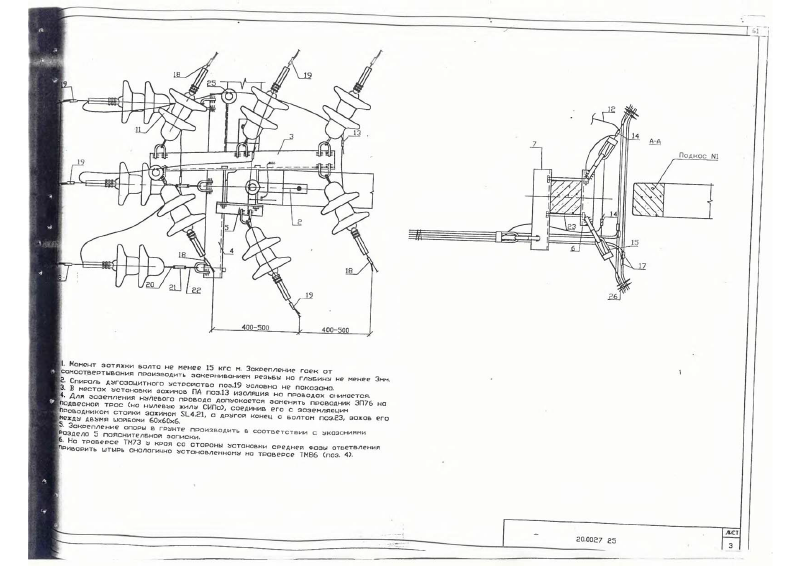 61
18
19
25
11
3
13
19
5
4
2
18
20
21
22
19
18
400-500
400-500
12
14
А-А
7
Подкос N1
14
23
6
15
17
26
1. Момент затяжки болта не менее 15 кгс м. Закрепление гаек от
самоотвертывания производить закерниванием резьбы на глубину не менее 3мм.
2. Спираль дугозащитного устройства поз.19 условно не показана.
3. В местах установки зажимов ПА поз.13 изоляция на проводах снимается.
4. Для заземления нулевого провода допускается заменять проводник ЗП76 на
подвесной трос (на нулевую жилу СИПс), соединив его с заземляющим
проводником стойки зажимом SL4.21, а другой конец с болтом поз.23, зажав его
между двумя шайбами 60х60х6.
5. Закрепление опоры в грунте производить в соответствии с указаниями
раздела 5 пояснительной записки.
6. На траверсе ТМ73 у края со стороны установки средней фазы ответвления
приварить штырь аналогично установленному на траверсе ТМ86 (поз. 4).
20.0027 25
Лист
3